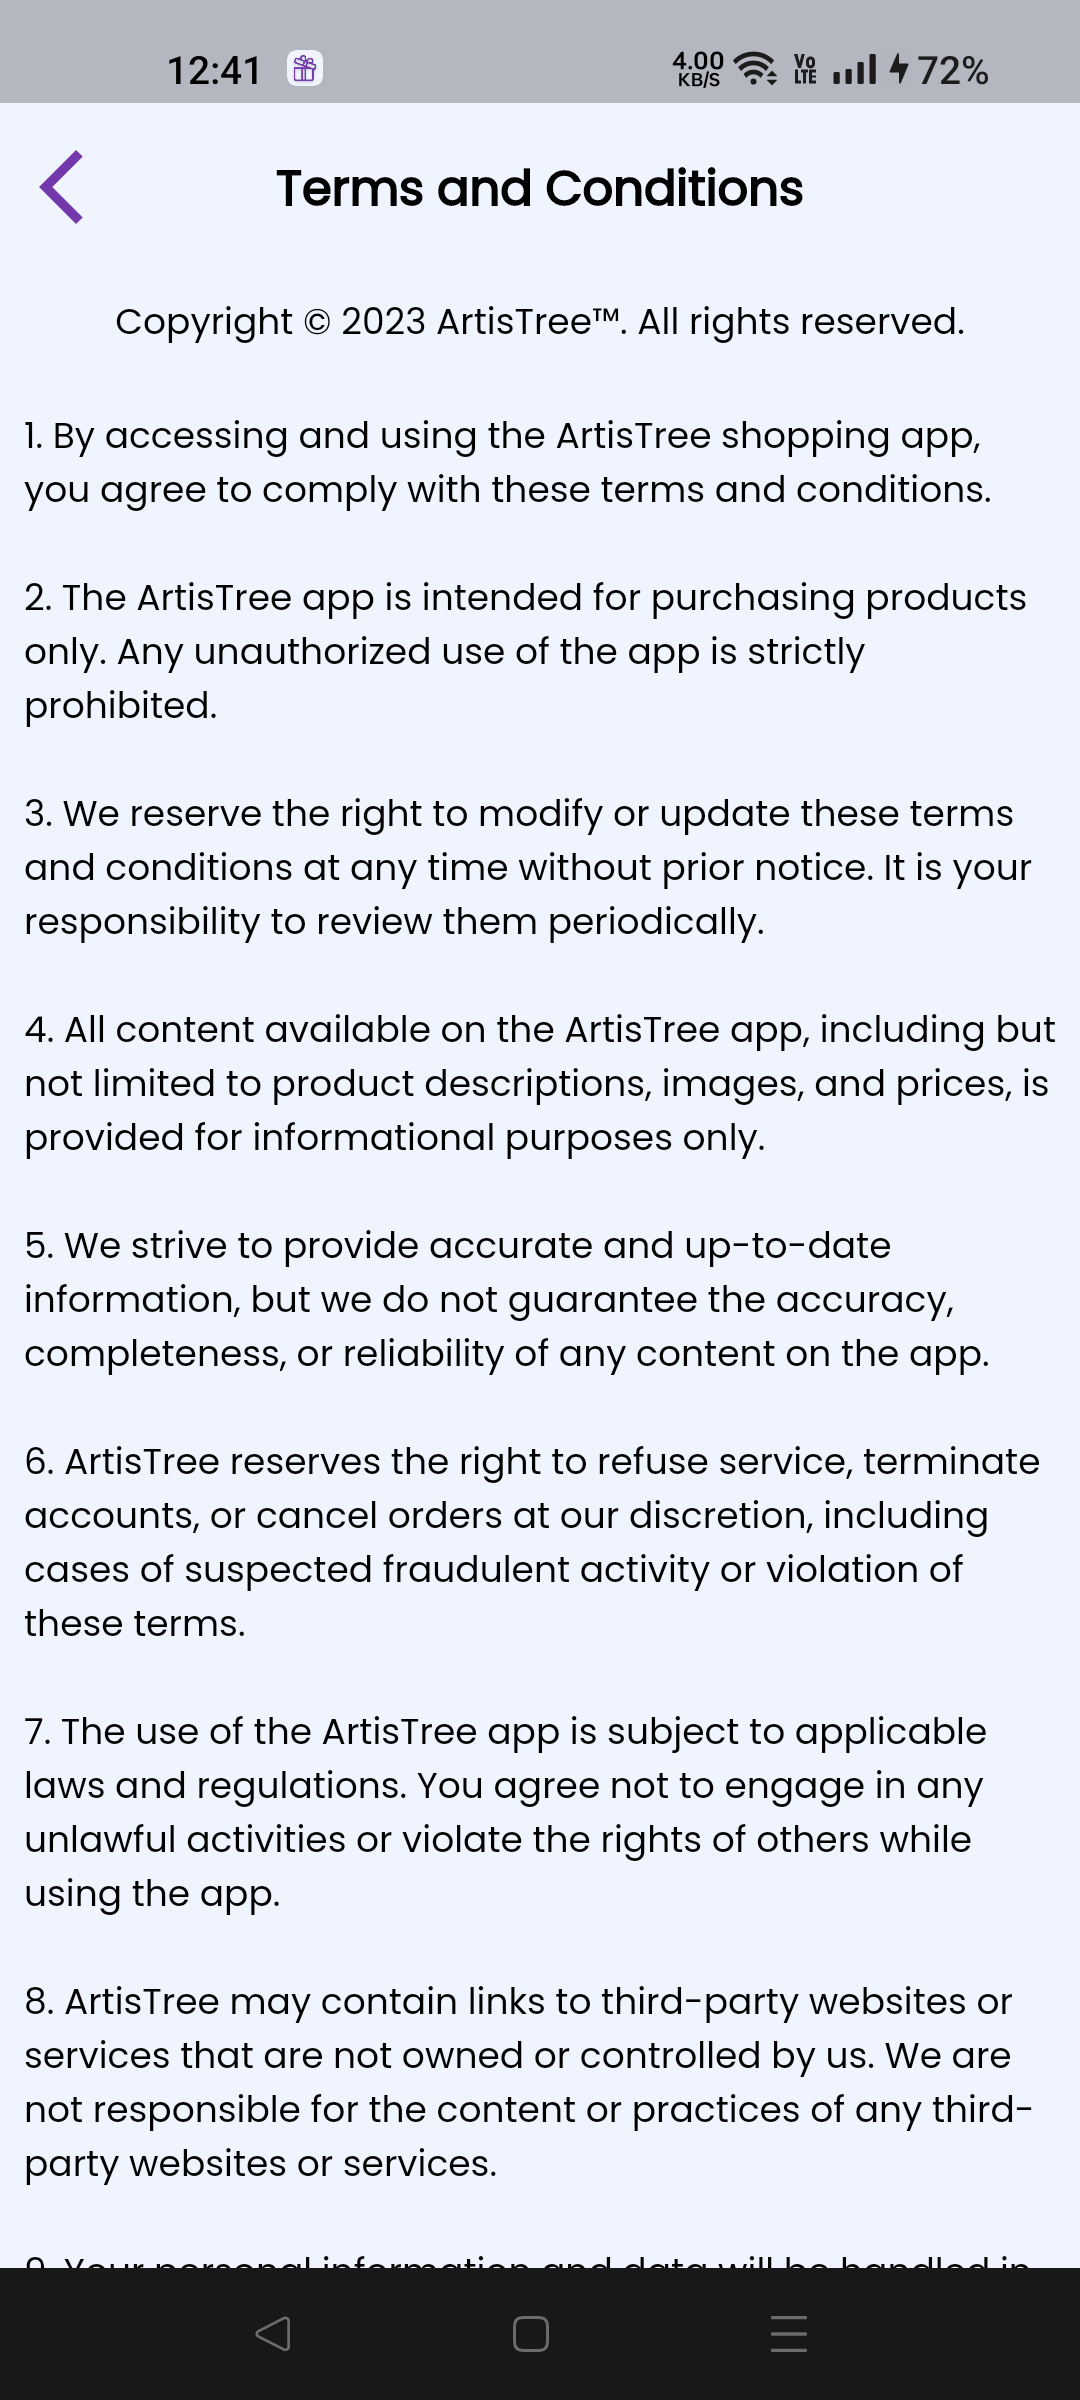 12:41
4.00
KB/S
Vo
LTE
72%
Terms and Conditions
Copyright © 2023 ArtisTree™. All rights reserved.
1. By accessing and using the ArtisTree shopping app,
you agree to comply with these terms and conditions.
2. The ArtisTree app is intended for purchasing products
only. Any unauthorized use of the app is strictly
prohibited.
3. We reserve the right to modify or update these terms
and conditions at any time without prior notice. It is your
responsibility to review them periodically.
4. All content available on the ArtisTree app, including but
not limited to product descriptions, images, and prices, is
provided for informational purposes only.
5. We strive to provide accurate and up-to-date
information, but we do not guarantee the accuracy,
completeness, or reliability of any content on the app.
6. ArtisTree reserves the right to refuse service, terminate
accounts, or cancel orders at our discretion, including
cases of suspected fraudulent activity or violation of
these terms.
7. The use of the ArtisTree app is subject to applicable
laws and regulations. You agree not to engage in any
unlawful activities or violate the rights of others while
using the app.
8. ArtisTree may contain links to third-party websites or
services that are not owned or controlled by us. We are
not responsible for the content or practices of any third-
party websites or services.
9. Your personal information and data will be handled in